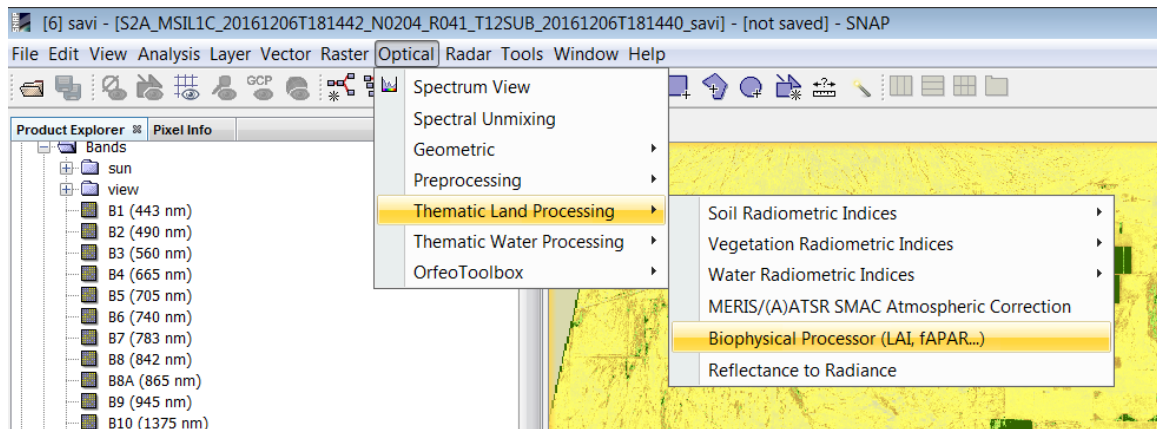 [6] savi - [S2A_MSIL1C_20161206T181442_N0204_R041_T12SUB_20161206T181440_savi] - [not saved] - SNAP
File Edit View Analysis Layer Vector Raster Optical Radar Tools Window Help
GCP
Spectrum View
Spectral Unmixing
Geometric
Preprocessing
Thematic Land Processing
Thematic Water Processing
OrfeoToolbox
Soil Radiometric Indices
Vegetation Radiometric Indices
Water Radiometric Indices
MERIS/(A)ATSR SMAC Atmospheric Correction
Biophysical Processor (LAI, fAPAR...)
Reflectance to Radiance
Product Explorer Pixel Info
Bands
sun
view
B1 (443 nm)
B2 (490 nm)
B3 (560 nm)
B4 (665 nm)
B5 (705 nm)
B6 (740 nm)
B7 (783 nm)
B8 (842 nm)
B8A (865 nm)
B9 (945 nm)
B10 (1375 nm)